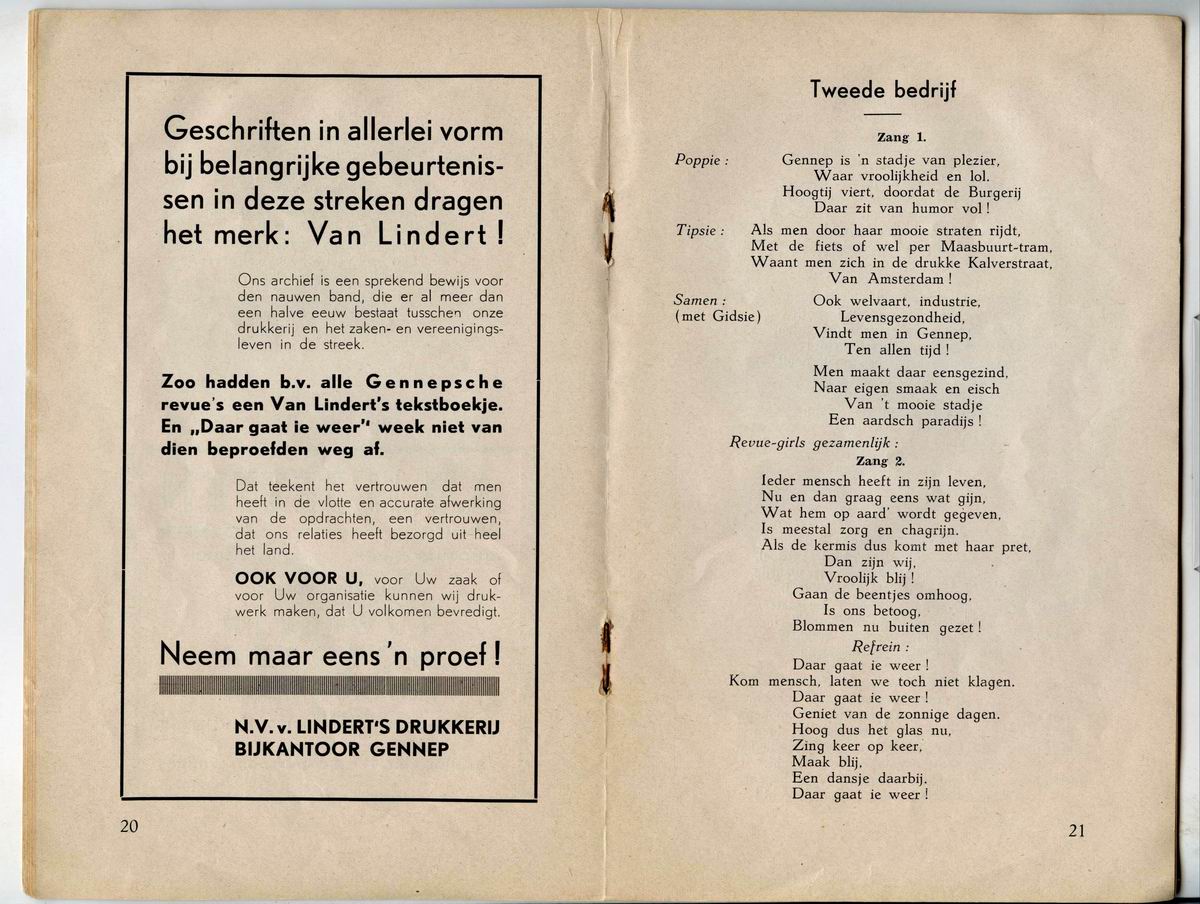 Geschriften in allerlei vorm
bij belangrijke gebeurtenis-
sen in deze streken dragen
het merk: Van Lindert!
Ons archief is een sprekend bewijs voor
den nauwen band, die er al meer dan
een halve eeuw bestaat tusschen onze
drukkerij en het zaken- en vereenigings-
leven in de streek.
Zoo hadden b.v. alle Gennepsche
revue's een Van Lindert's tekstboekje.
En „Daar gaat ie weer" week niet van
dien beproefden weg af.
Dat teekent het vertrouwen dat men
heeft in de vlotte en accurate afwerking
van de opdrachten, een vertrouwen,
dat ons relaties heeft bezorgd uit heel
het land.
OOK VOOR U, voor Uw zaak of
voor Uw organisatie kunnen wij druk-
werk maken, dat U volkomen bevredigt.
Neem maar eens 'n proef!
N.V. v. LINDERT'S DRUKKERIJ
BIJKANTOOR GENNEP
20
Tweede bedrijf
Zang 1.
Poppie: Gennep is 'n stadje van plezier,
Waar vroolijkheid en lol.
Hoogtij viert, doordat de Burgerij
Daar zit van humor vol!
Tipsie: Als men door haar mooie straten rijdt,
Met de fiets of wel per Maasbuurt-tram,
Waant men zich in de drukke Kalverstraat,
Van Amsterdam!
Samen: Ook welvaart, industrie,
(met Gidsie) Levensgezondheid,
Vindt men in Gennep,
Ten allen tijd!
Men maakt daar eensgezind,
Naar eigen smaak en eisch
Van 't mooie stadje
Een aardsch paradijs!
Revue-girls gezamenlijk:
Zang 2.
Ieder mensch heeft in zijn leven,
Nu en dan graag eens wat gijn,
Wat hem op aard' wordt gegeven,
Is meestal zorg en chagrijn.
Als de kermis dus komt met haar pret,
Dan zijn wij,
Vroolijk blij!
Gaan de beentjes omhoog,
Is ons betoog,
Blommen nu buiten gezet!
Refrein:
Daar gaat ie weer!
Kom mensch, laten we toch niet klagen.
Daar gaat ie weer!
Geniet van de zonnige dagen.
Hoog dus het glas nu,
Zing keer op keer,
Maak blij,
Een dansje daarbij,
Daar gaat ie weer!
21